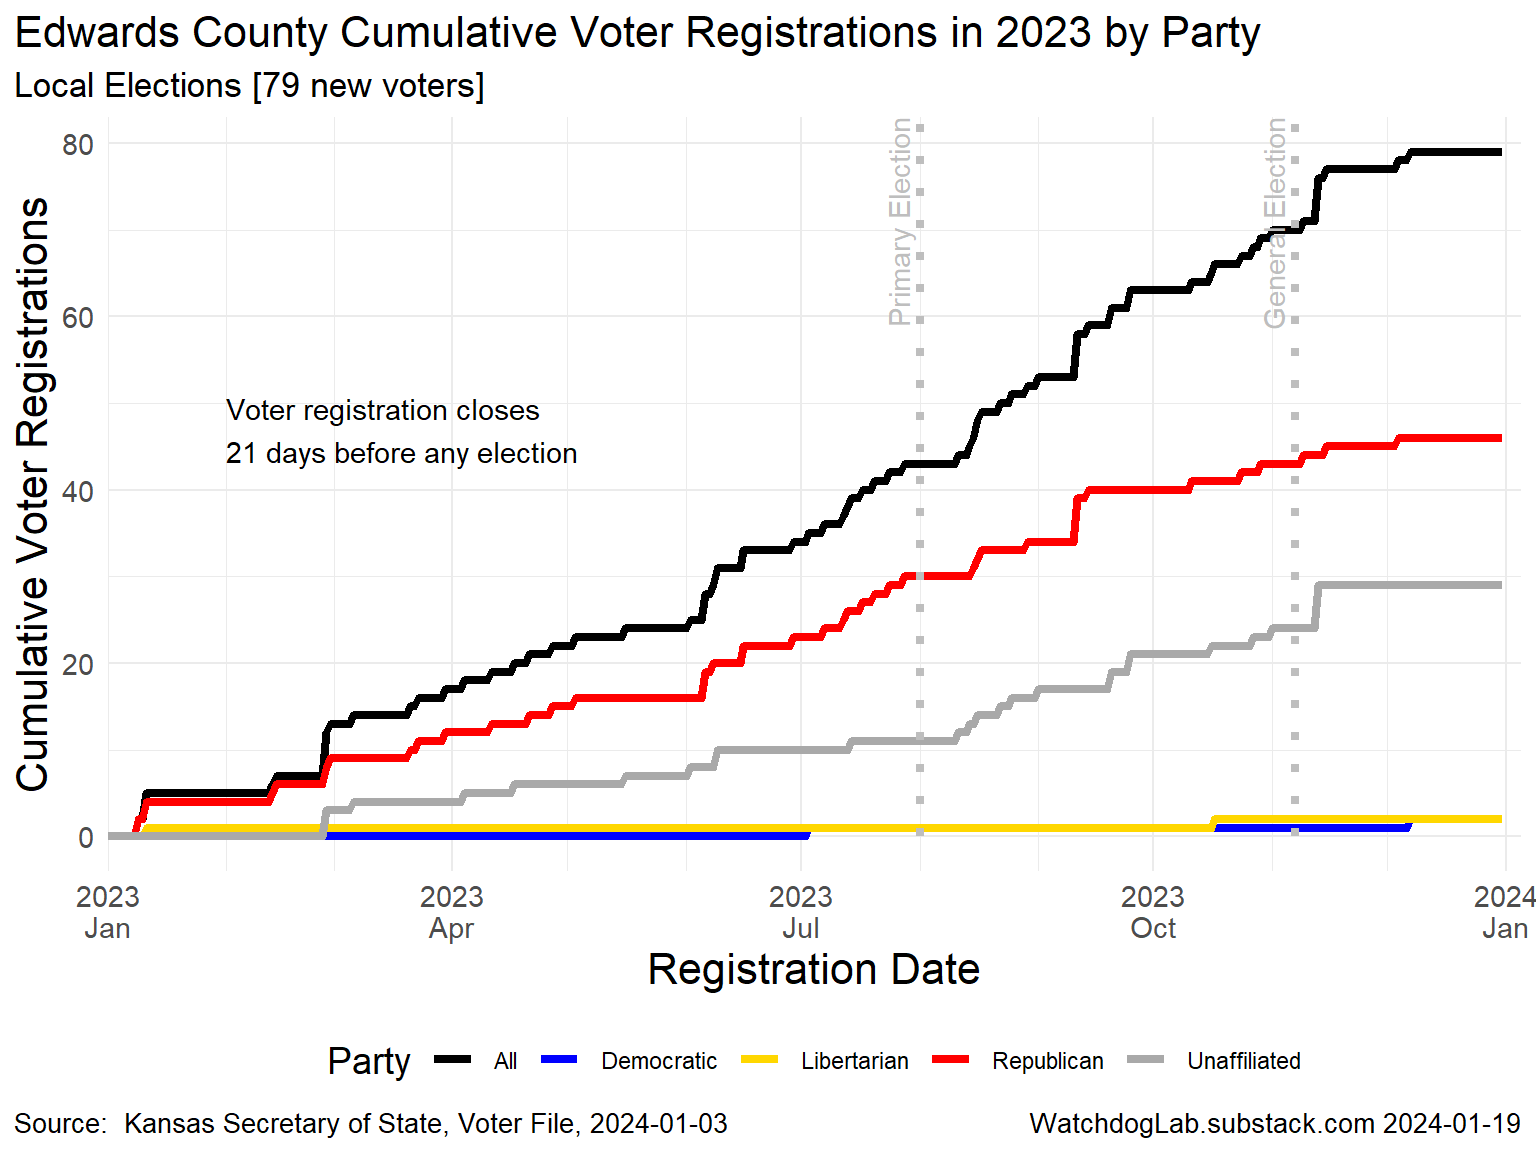 Edwards County Cumulative Voter Registrations in 2023 by Party
Local Elections [79 new voters]
Cumulative Voter Registrations
80
60
40
20
0
Primary Election
General Election
Voter registration closes
21 days before any election
2023 2023 2023 2023 2024
Jan Apr Jul Oct Jan
Registration Date
Party All Democratic Libertarian Republican Unaffiliated
Source:  Kansas Secretary of State, Voter File, 2024-01-03
WatchdogLab.substack.com 2024-01-19